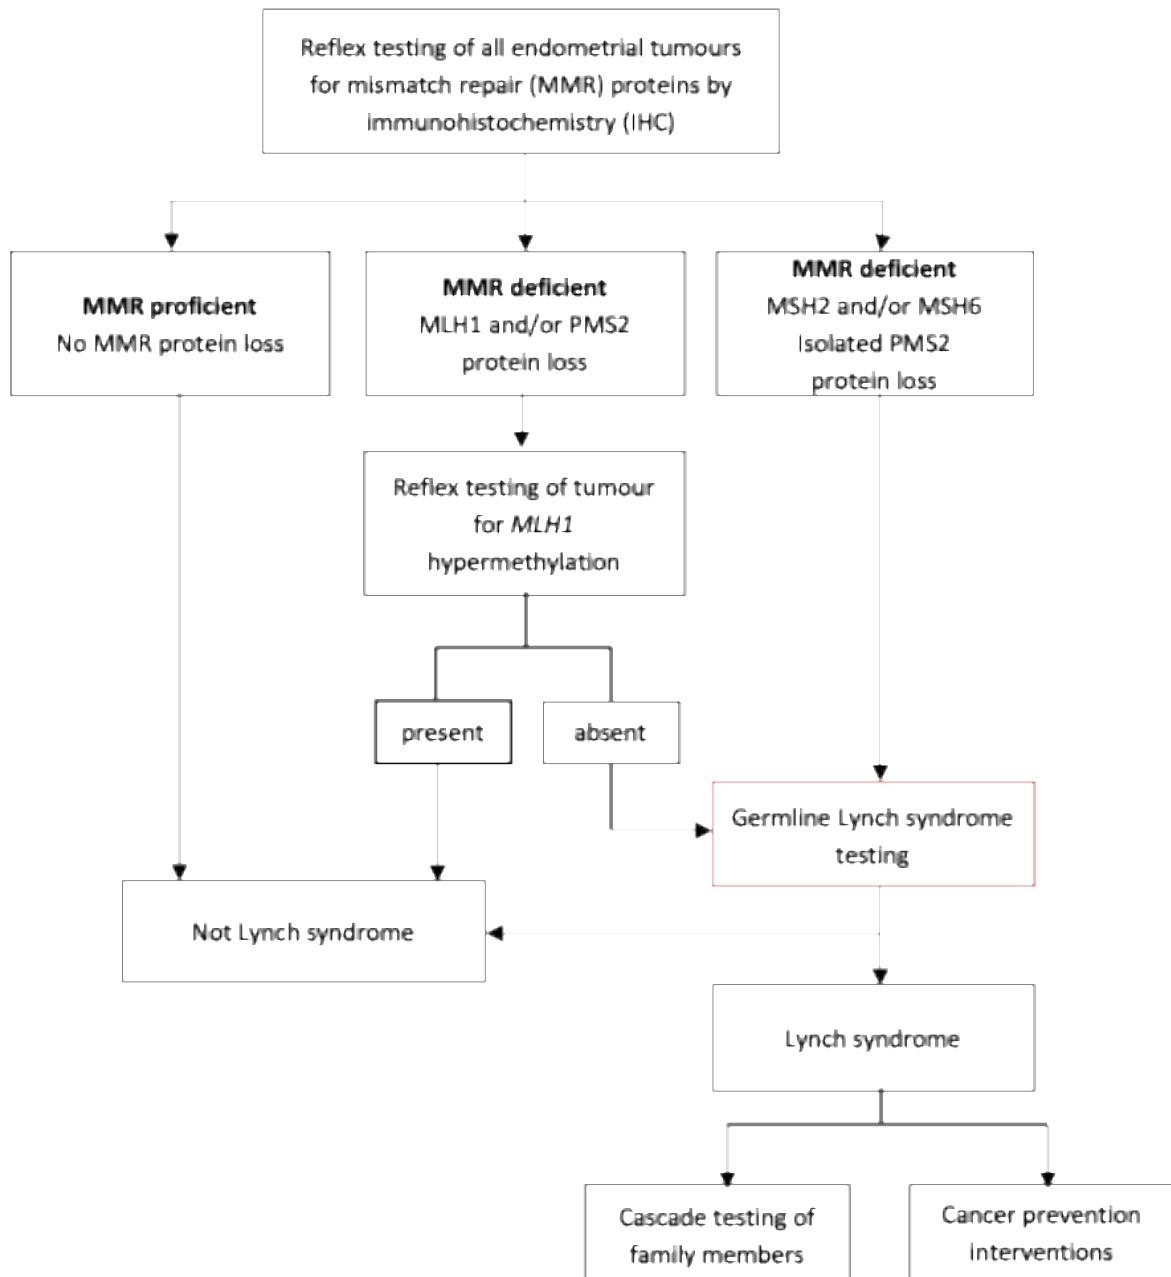 Reflex testing of all endometrial tumours
for mismatch repair (MMR) proteins by
immunohistochemistry (IHC)
MMR proficient
No MMR protein loss
MMR deficient
MLH1 and/or PMS2
protein loss
MMR deficient
MSH2 and/or MSH6
Isolated PMS2
protein loss
Reflex testing of tumour
for MLH1
hypermethylation
present
absent
Germline Lynch syndrome
testing
Not Lynch syndrome
Lynch syndrome
Cascade testing of
family members
Cancer prevention
interventions